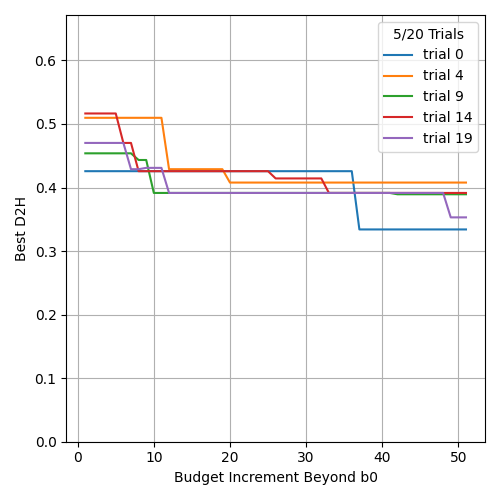 5/20 Trials
trial 0
trial 4
trial 9
trial 14
trial 19
Best D2H
0.6
0.5
0.4
0.3
0.2
0.1
0.0
0 10 20 30 40 50
Budget Increment Beyond b0